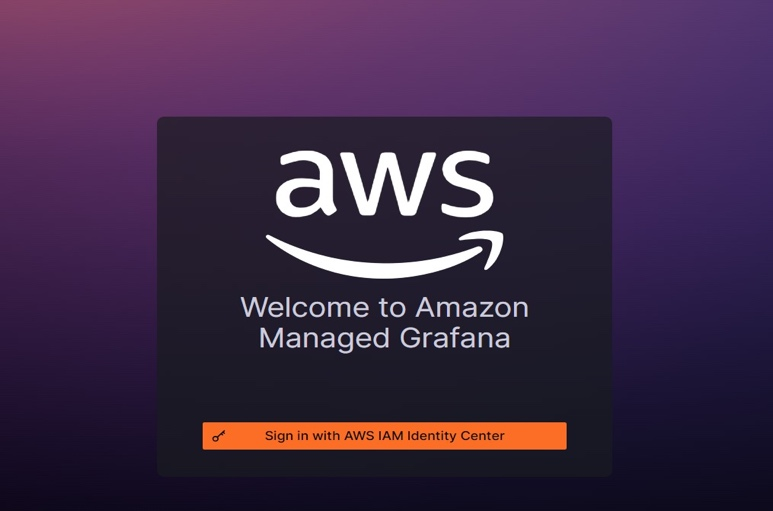 aws
Welcome to Amazon
Managed Grafana
Sign in with AWS IAM Identity Center